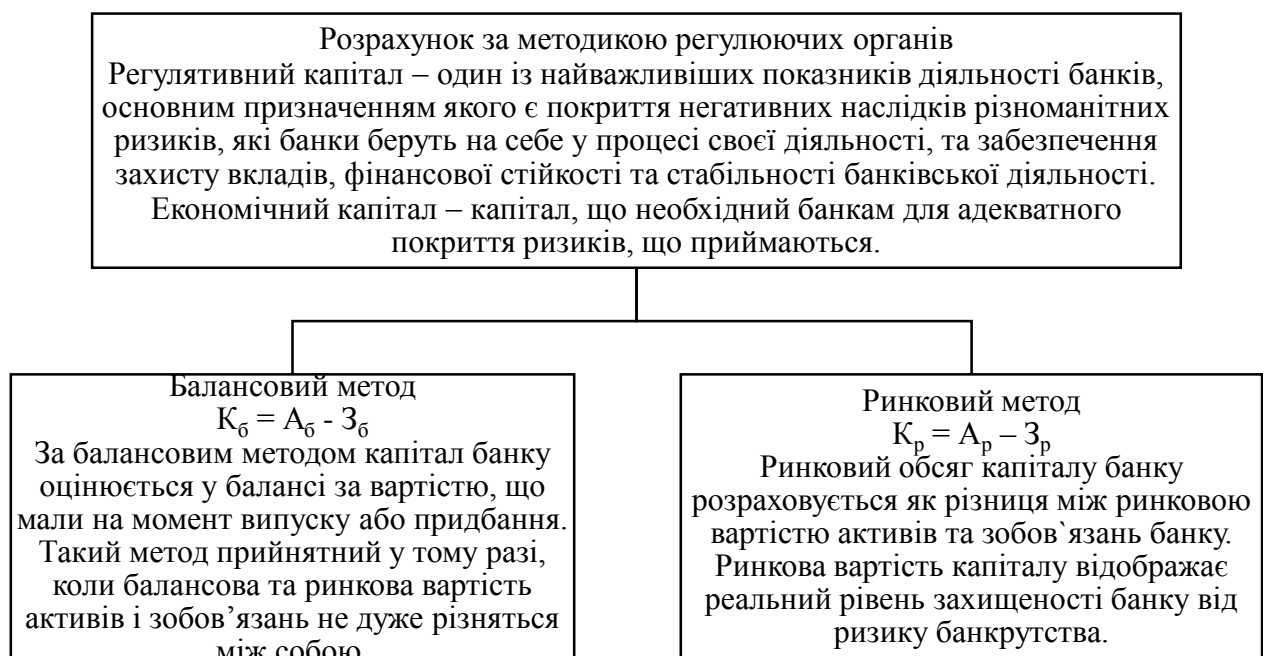 Розрахунок за методикою регулюючих органів
Регулятивний капітал – один із найважливіших показників діяльності банків,
основним призначенням якого є покриття негативних наслідків різноманітних
ризиків, які банки беруть на себе у процесі своєї діяльності, та забезпечення
захисту вкладів, фінансової стійкості та стабільності банківської діяльності.
Економічний капітал – капітал, що необхідний банкам для адекватного
покриття ризиків, що приймаються.
Балансовий метод
Кб = Аб - Зб
За балансовим методом капітал банку
оцінюється у балансі за вартістю, що
мали на момент випуску або придбання.
Такий метод прийнятний у тому разі,
коли балансова та ринкова вартість
активів і зобов’язань не дуже різняться
між собою
Ринковий метод
Кр = Ар – Зр
Ринковий обсяг капіталу банку
розраховується як різниця між ринковою
вартістю активів та зобов`язань банку.
Ринкова вартість капіталу відображає
реальний рівень захищеності банку від
ризику банкрутства.